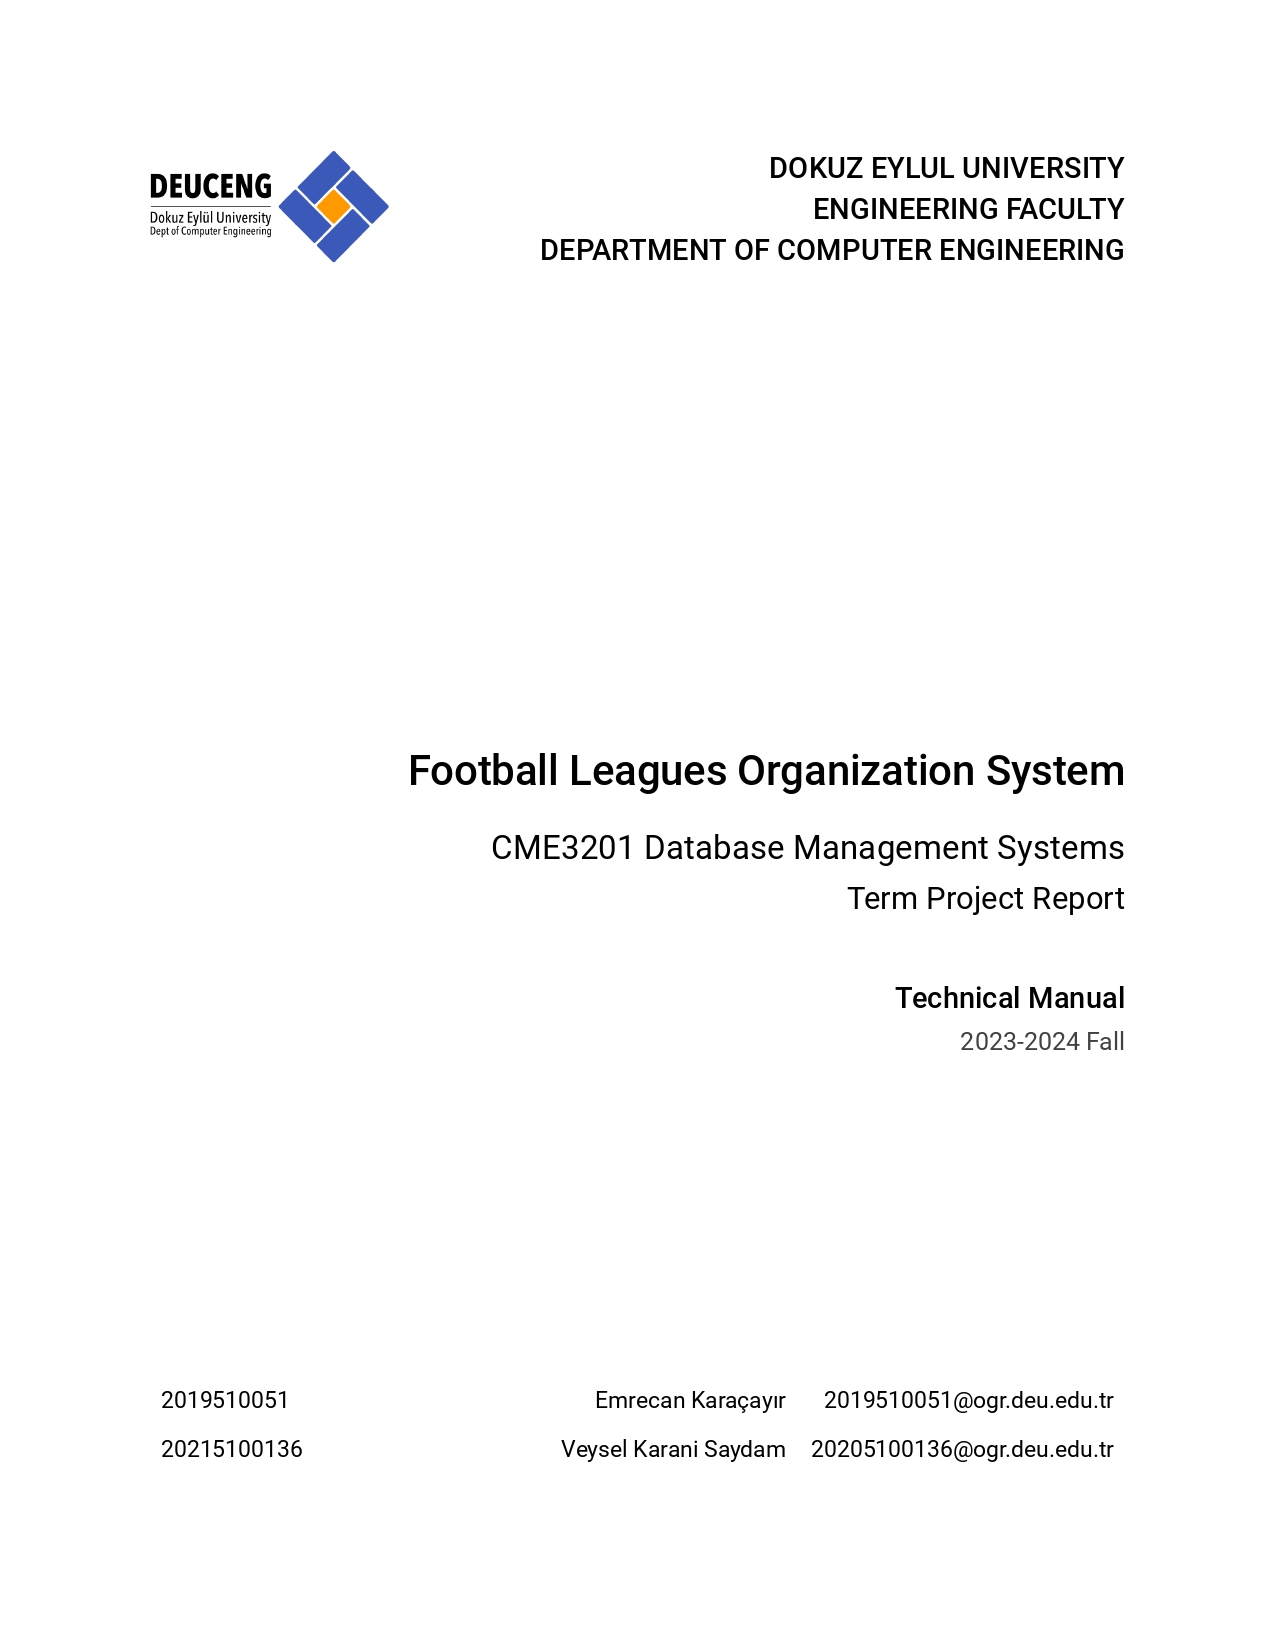 DEUCENG
Dokuz Eylül University
Dept of Computer Engineering
DOKUZ EYLUL UNIVERSITY
ENGINEERING FACULTY
DEPARTMENT OF COMPUTER ENGINEERING
Football Leagues Organization System
CME3201 Database Management Systems
Term Project Report
Technical Manual
2023-2024 Fall
2019510051 Emrecan Karaçayır 2019510051@ogr.deu.edu.tr
20215100136 Veysel Karani Saydam 20205100136@ogr.deu.edu.tr